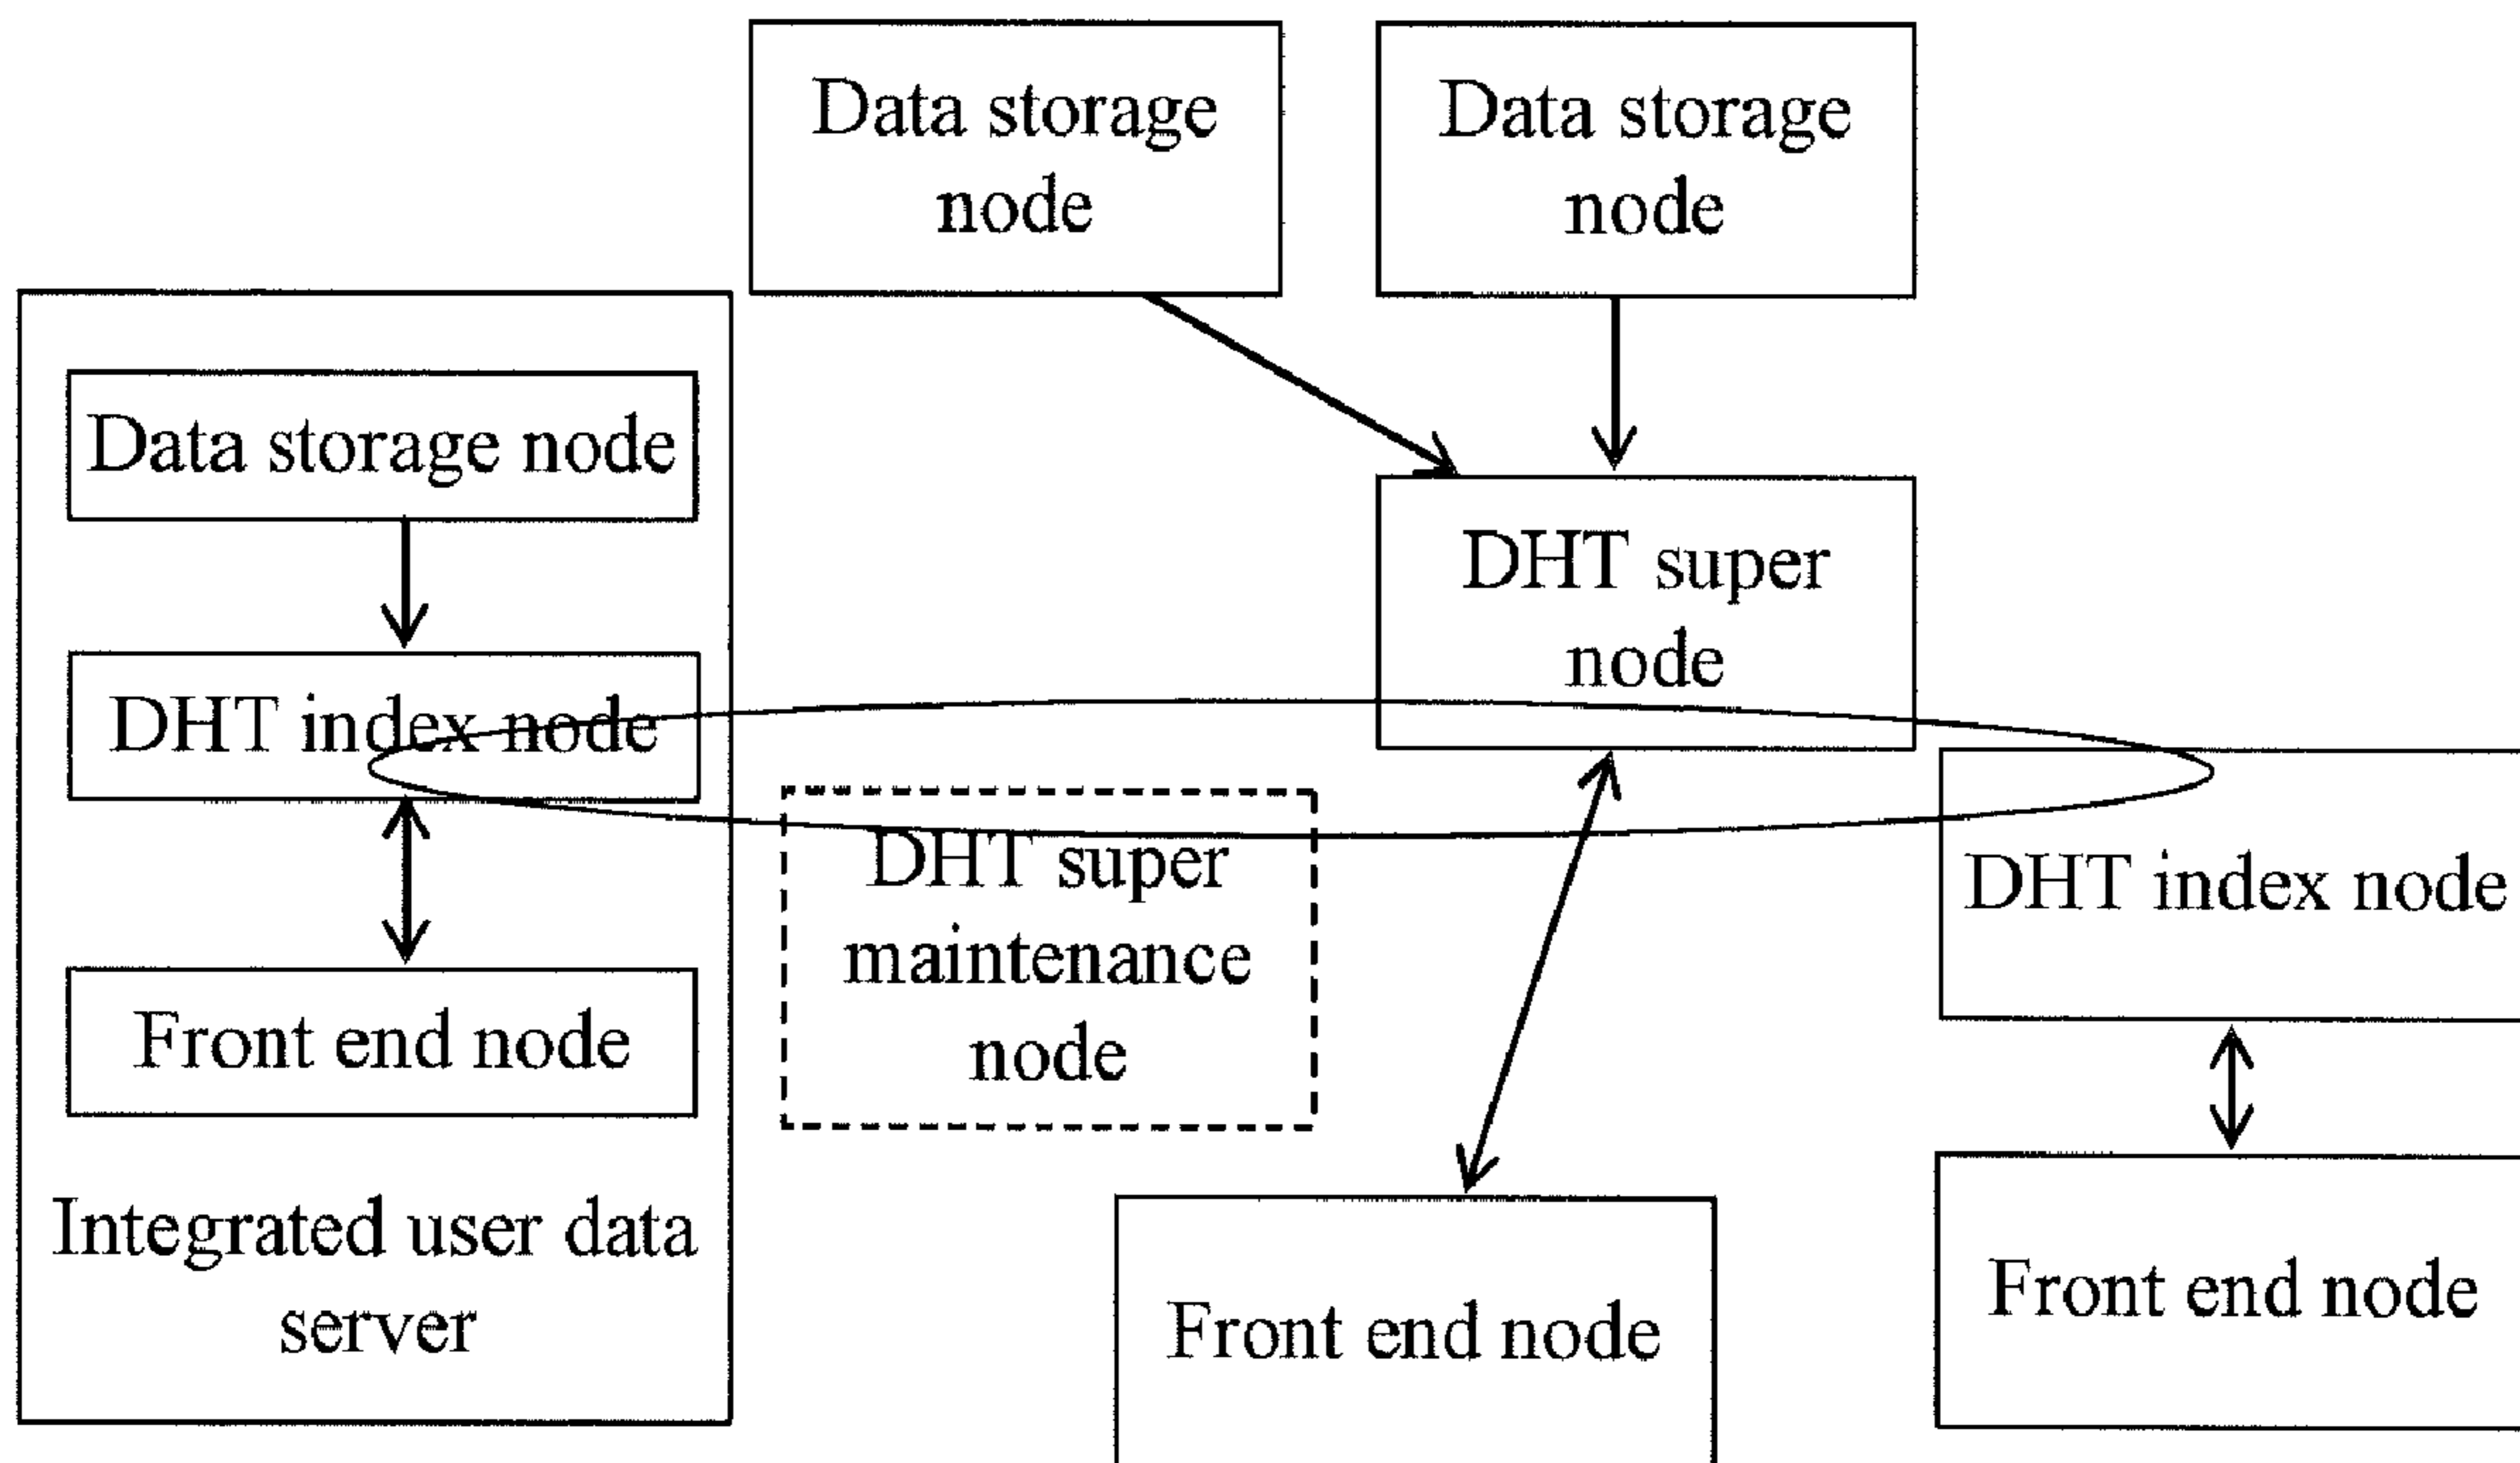 Data storage
node
Data storage
node
Data storage node
DHT index node
Front end node
Integrated user data
server
DHT super
node
DHT super
maintenance
node
Front end node
DHT index node
Front end node